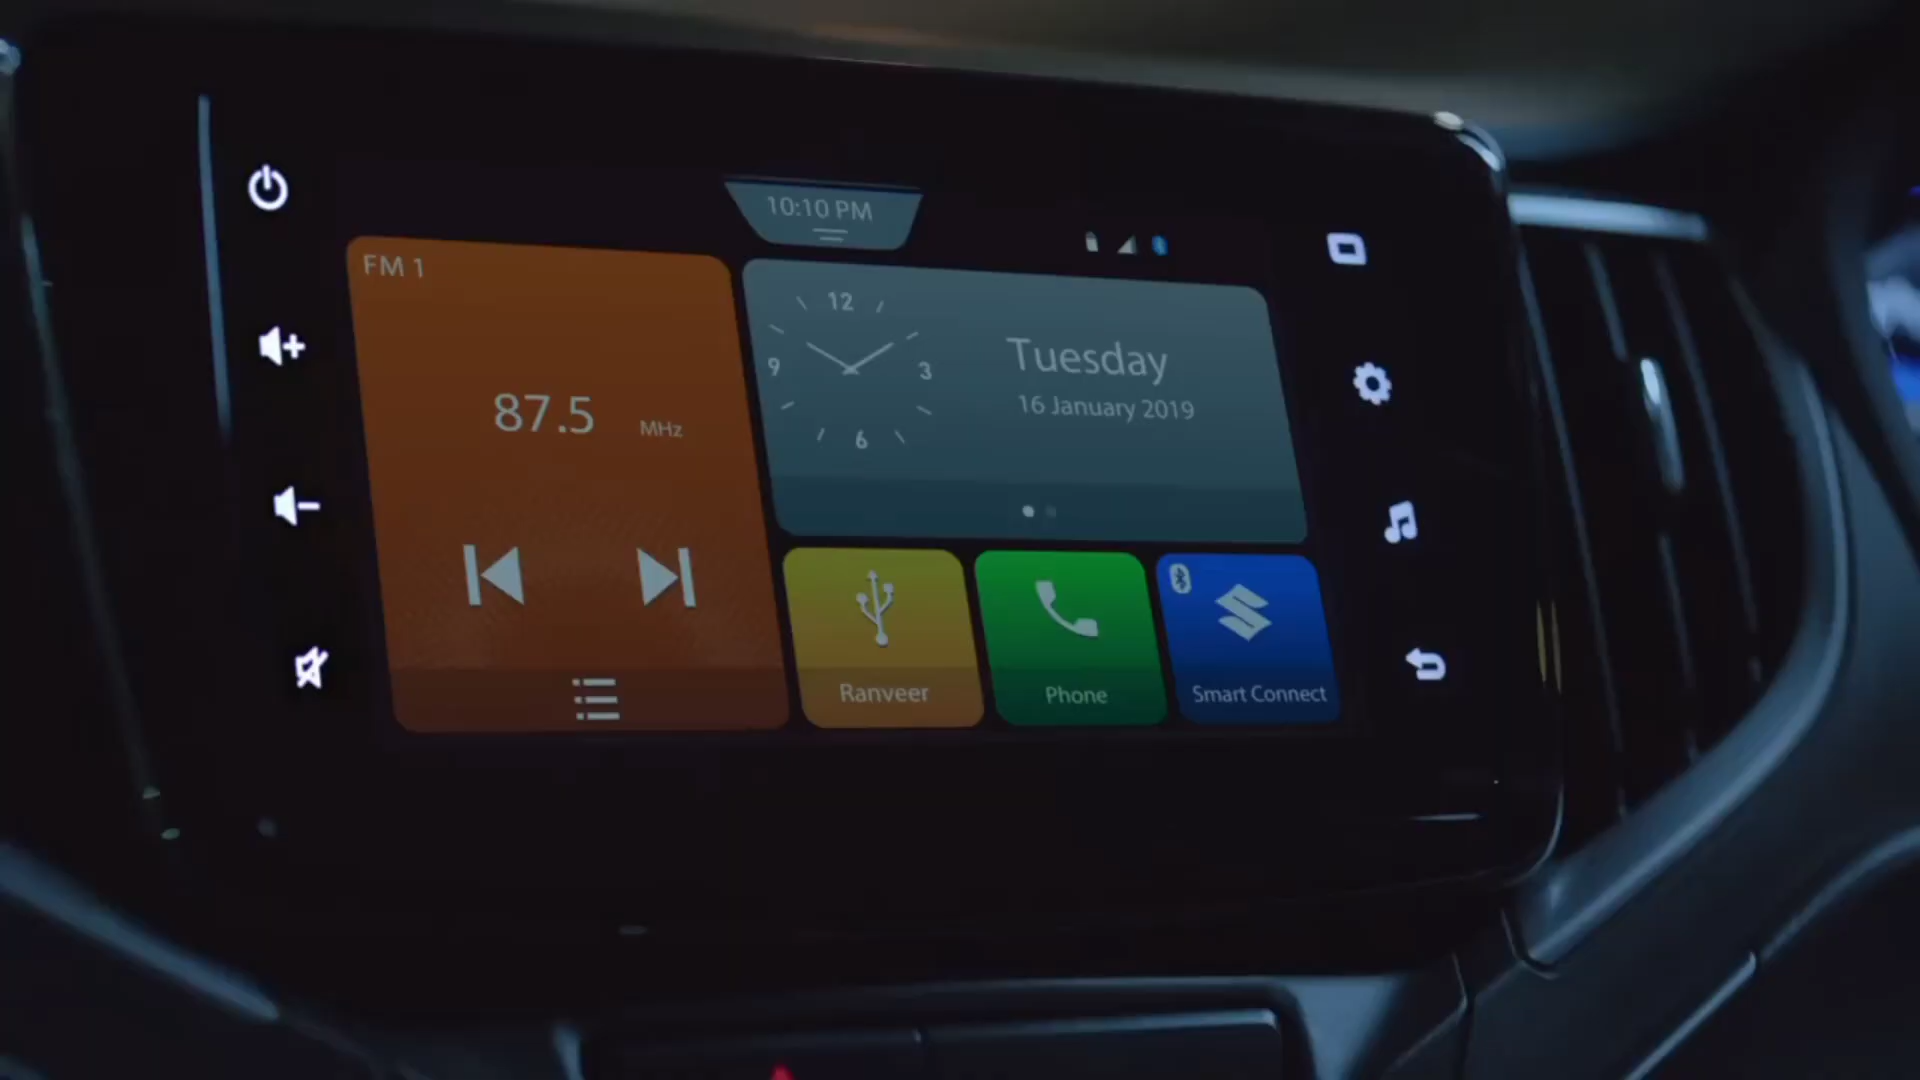 10:10 PM
FM 1
87.5 MHz
12
9
3
6
Tuesday
16 January 2019
Ranveer
Phone
Smart Connect